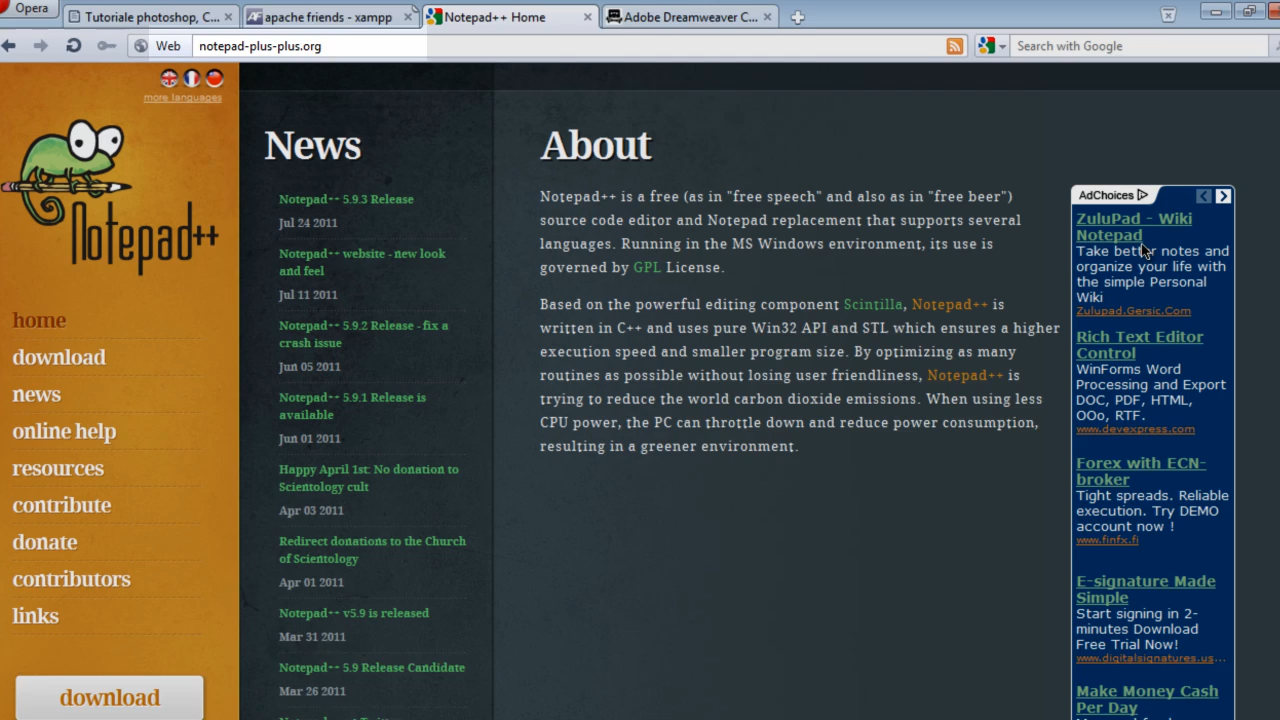 Opera
Tutoriale photoshop, C...
apache friends - xampp
Notepad++ Home
Adobe Dreamweaver C...
Web
notepad-plus-plus.org
Search with Google
more languages
Notepad++
home
download
news
online help
resources
contribute
donate
contributors
links
download
News
Notepad++ 5.9.3 Release
Jul 24 2011
Notepad++ website - new look
and feel
Jul 11 2011
Notepad++ 5.9.2 Release - fix a
crash issue
Jun 05 2011
Notepad++ 5.9.1 Release is
available
Jun 01 2011
Happy April 1st: No donation to
Scientology cult
Apr 03 2011
Redirect donations to the Church
of Scientology
Apr 01 2011
Notepad++ v5.9 is released
Mar 31 2011
Notepad++ 5.9 Release Candidate
Mar 26 2011
About
Notepad++ is a free (as in "free speech" and also as in "free beer")
source code editor and Notepad replacement that supports several
languages. Running in the MS Windows environment, its use is
governed by GPL License.
Based on the powerful editing component Scintilla, Notepad++ is
written in C++ and uses pure Win32 API and STL which ensures a higher
execution speed and smaller program size. By optimizing as many
routines as possible without losing user friendliness, Notepad++ is
trying to reduce the world carbon dioxide emissions. When using less
CPU power, the PC can throttle down and reduce power consumption,
resulting in a greener environment.
AdChoices
ZuluPad - Wiki
Notepad
Take better notes and
organize your life with
the simple Personal
Wiki
Zulupad.Gersic.Com
Rich Text Editor
Control
WinForms Word
Processing and Export
DOC, PDF, HTML,
OOo, RTF.
www.devexpress.com
Forex with ECN-
broker
Tight spreads. Reliable
execution. Try DEMO
account now !
www.finfx.fi
E-signature Made
Simple
Start signing in 2-
minutes Download
Free Trial Now!
www.digitalsignatures.us...
Make Money Cash
Per Day